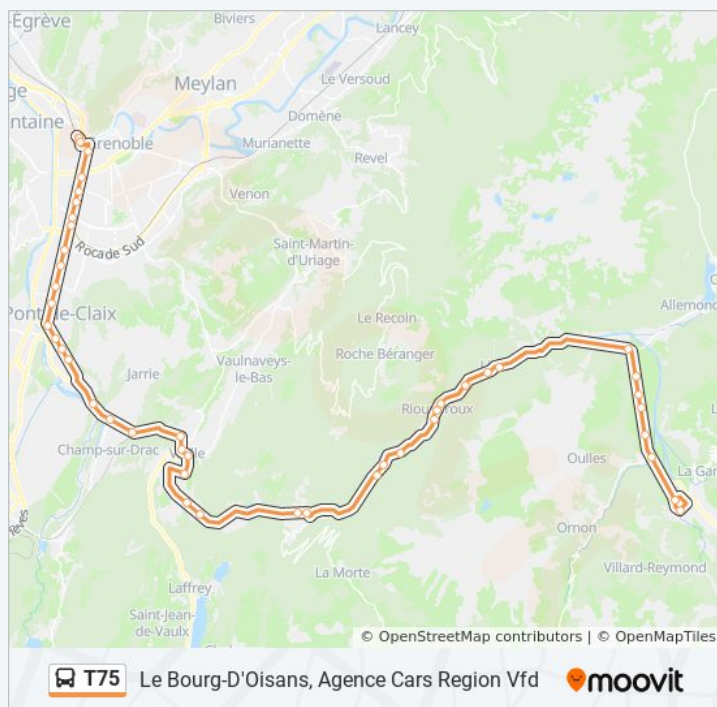 -Égrève
Biviers
Lancey
Meylan
Le Versoud
ge
ntaine
Domène
Grenoble
Murianette
Revel
Venon
Rocade Sud
Saint-Martin-
d'Uriage
Allemond
Pont-de-Claix
Le Recoin
Vaulnaveys-
le-Bas
Roche Béranger
Jarrie
Champ-sur-Drac
Oulles
La Gar
Ornon
La Morte
Villard-Reymond
Laffrey
Saint-Jean-
de-Vaulx
© OpenStreetMap contributors | © OpenMapTiles
T75
Le Bourg-D'Oisans, Agence Cars Region Vfd
moovit